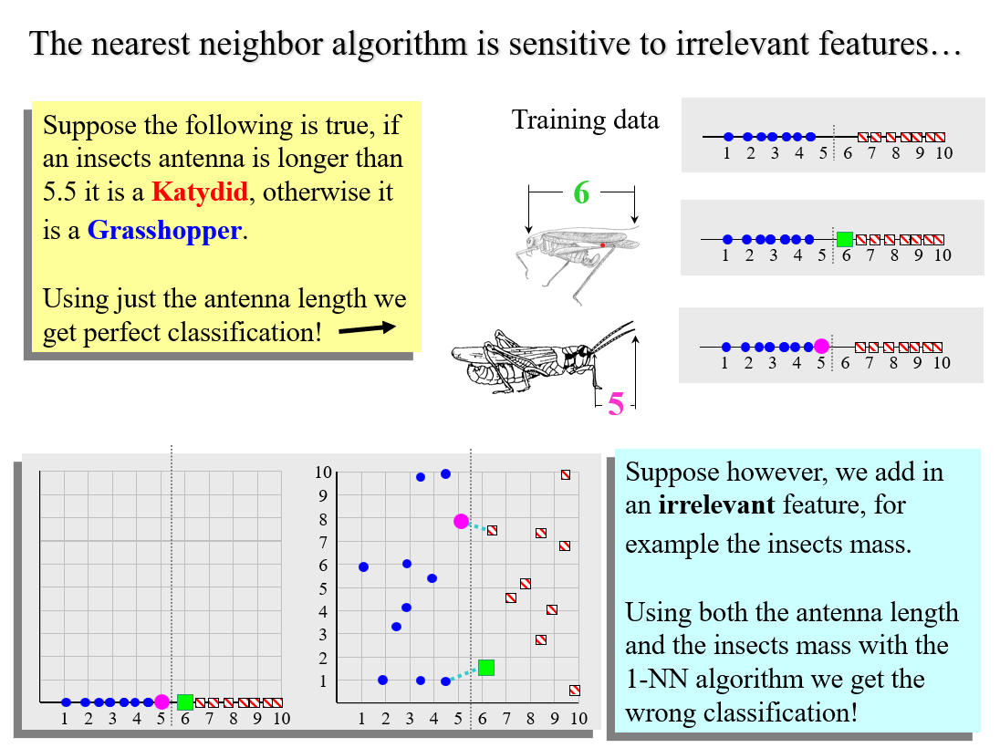 The nearest neighbor algorithm is sensitive to irrelevant features…
Suppose the following is true, if
an insects antenna is longer than
5.5 it is a Katydid, otherwise it
is a Grasshopper.
Using just the antenna length we
get perfect classification!
Training data
6
5
1 2 3 4 5 6 7 8 9 10
1 2 3 4 5 6 7 8 9 10
1 2 3 4 5 6 7 8 9 10
1 2 3 4 5 6 7 8 9 10
10
9
8
7
6
5
4
3
2
1
1 2 3 4 5 6 7 8 9 10
Suppose however, we add in
an irrelevant feature, for
example the insects mass.
Using both the antenna length
and the insects mass with the
1-NN algorithm we get the
wrong classification!